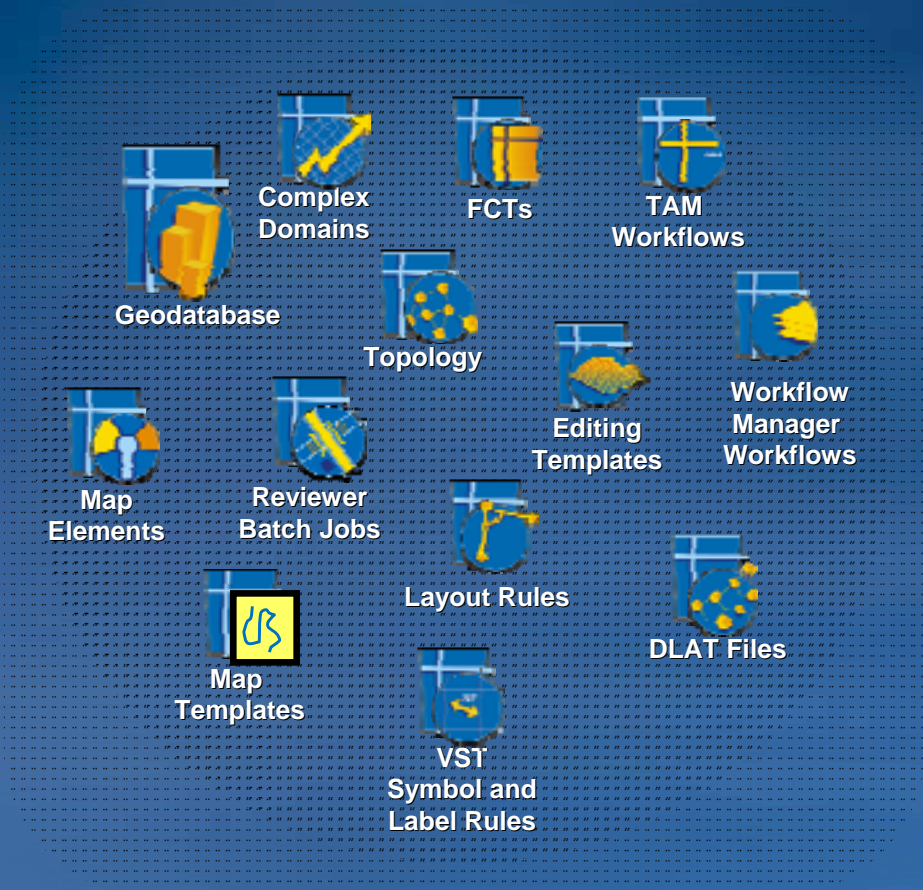 Complex
Domains
FCTs
TAM
Workflows
Geodatabase
Topology
Workflow
Manager
Workflows
Editing
Templates
Map
Elements
Reviewer
Batch Jobs
Layout Rules
DLAT Files
Map
Templates
VST
Symbol and
Label Rules